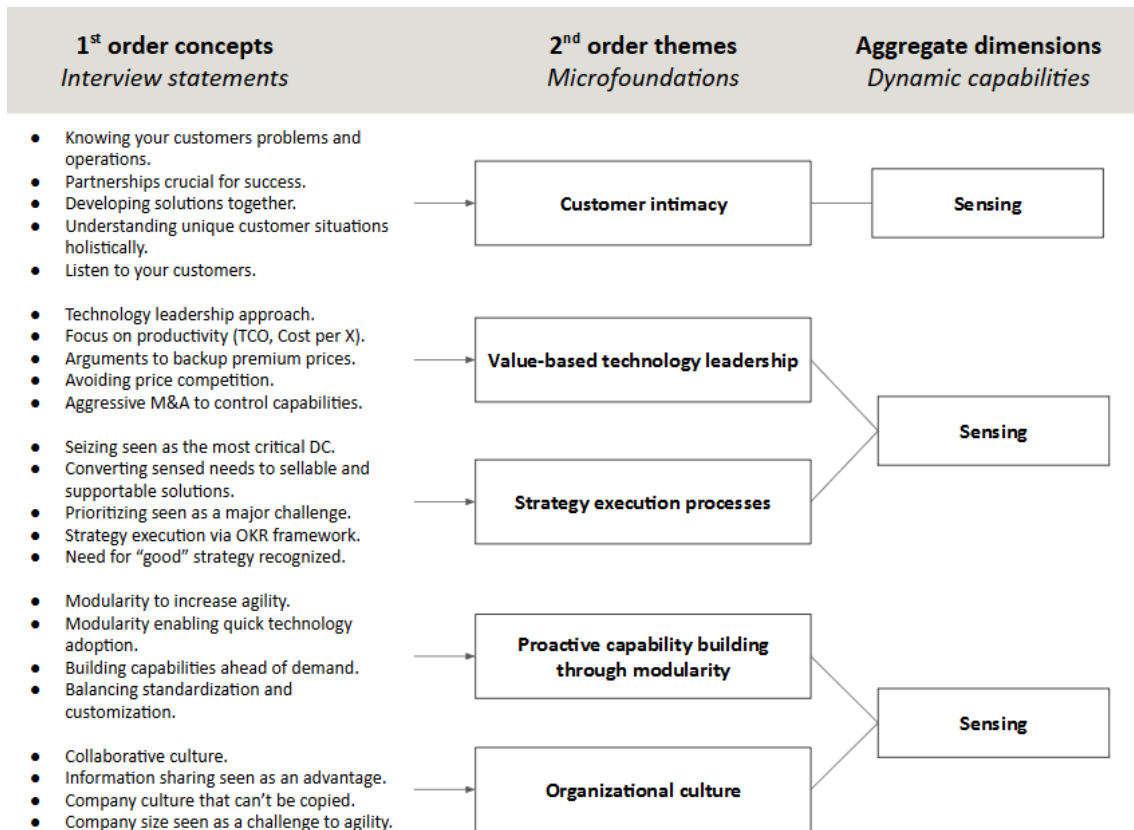 1st order concepts
Interview statements
2nd order themes
Microfoundations
Aggregate dimensions
Dynamic capabilities
● Knowing your customers problems and
operations.
● Partnerships crucial for success.
● Developing solutions together.
● Understanding unique customer situations
holistically.
● Listen to your customers.
Customer intimacy
Sensing
● Technology leadership approach.
● Focus on productivity (TCO, Cost per X).
● Arguments to backup premium prices.
● Avoiding price competition.
● Aggressive M&A to control capabilities.
Value-based technology leadership
● Seizing seen as the most critical DC.
● Converting sensed needs to sellable and
supportable solutions.
● Prioritizing seen as a major challenge.
● Strategy execution via OKR framework.
● Need for “good” strategy recognized.
Strategy execution processes
Sensing
● Modularity to increase agility.
● Modularity enabling quick technology
adoption.
● Building capabilities ahead of demand.
● Balancing standardization and
customization.
Proactive capability building
through modularity
● Collaborative culture.
● Information sharing seen as an advantage.
● Company culture that can’t be copied.
● Company size seen as a challenge to agility.
Organizational culture
Sensing